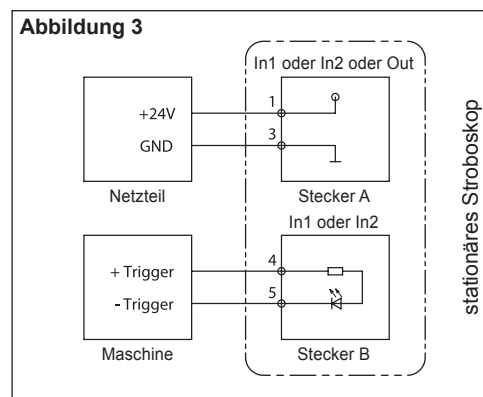 Abbildung 3
In1 oder In2 oder Out
+24V
1
GND
3
Netzteil
Stecker A
In1 oder In2
+ Trigger
4
- Trigger
5
Maschine
Stecker B
stationäres Stroboskop